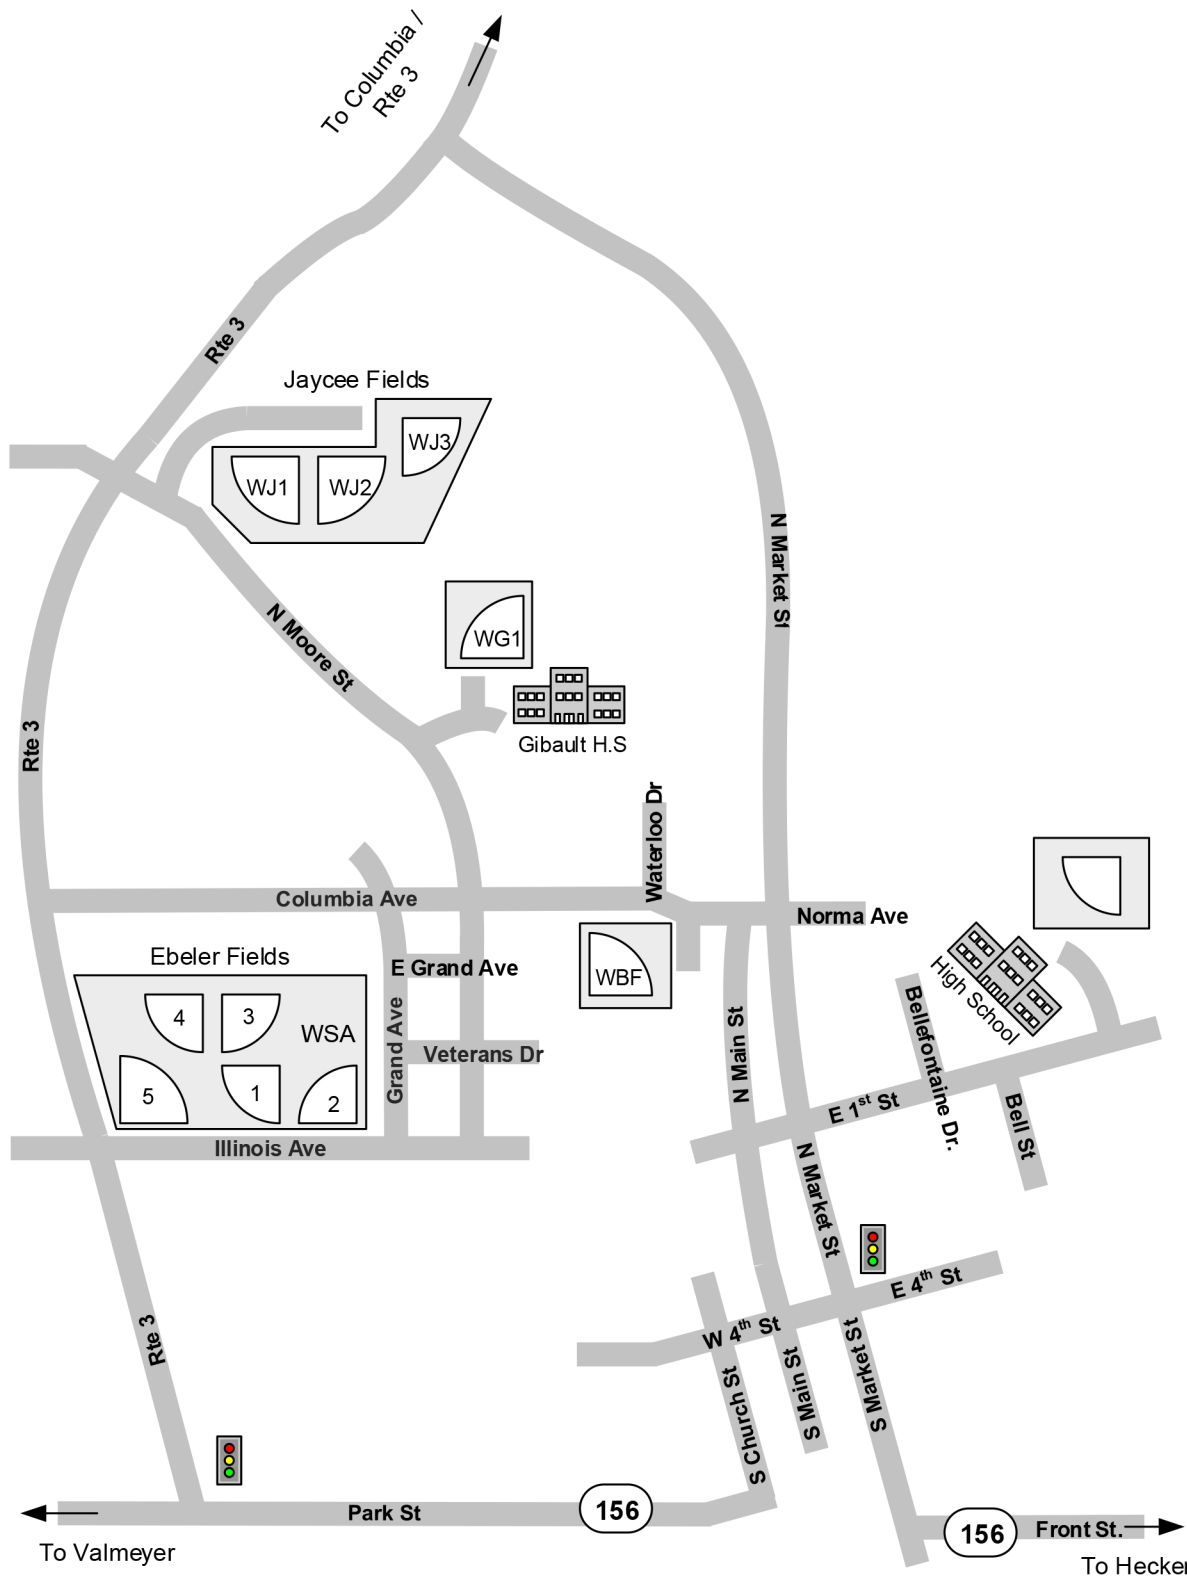 To Columbia /
Rte 3
Rte 3
Jaycee Fields
WJ3
WJ1
WJ2
N Market St
WG1
N Moore St
Gibault H.S
Rte 3
Waterloo Dr
Columbia Ave
Norma Ave
Ebeler Fields
E Grand Ave
WBF
High School
4
3
WSA
Grand Ave
Veterans Dr
N Main St
Bellefontaine Dr.
5
1
2
E 1st St
Bell St
Illinois Ave
N Market St
E 4th St
W 4th St
Rte 3
S Church St
S Main St
S Market St
Park St
156
156
Front St.
To Valmeyer
To Hecker